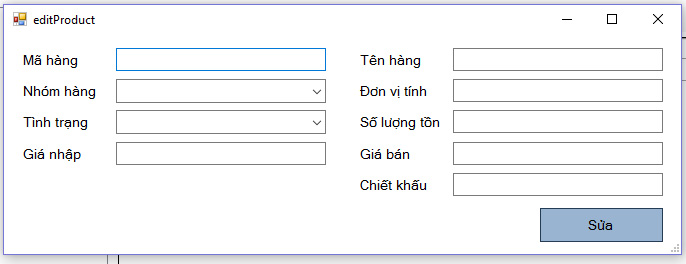 editProduct
Mã hàng
Tên hàng
Nhóm hàng
Đơn vị tính
Tình trạng
Số lượng tồn
Giá nhập
Giá bán
Chiết khấu
Sửa